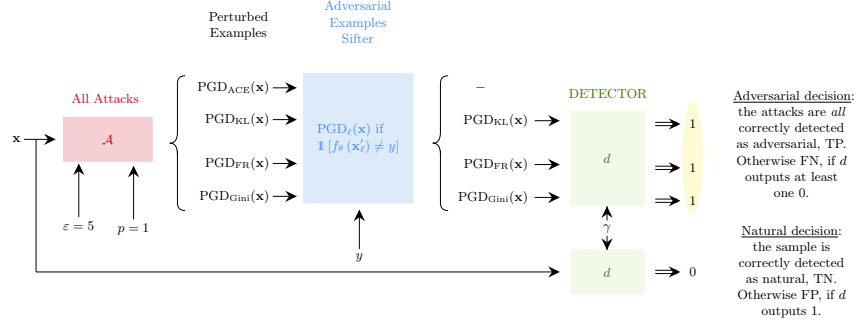 Perturbed
Examples
Adversarial
Examples
Sifter
All Attacks
x
𝒜
ε = 5
p = 1
PGD_ACE(x)
PGD_KL(x)
PGD_FR(x)
PGD_Gini(x)
PGD_ℓ(x) if
𝟙 [f_θ (x′_ℓ) ≠ y]
y
–
PGD_KL(x)
PGD_FR(x)
PGD_Gini(x)
DETECTOR
d
γ
d
1
1
1
0
Adversarial decision:
the attacks are all
correctly detected
as adversarial, TP.
Otherwise FN, if d
outputs at least
one 0.
Natural decision:
the sample is
correctly detected
as natural, TN.
Otherwise FP, if d
outputs 1.